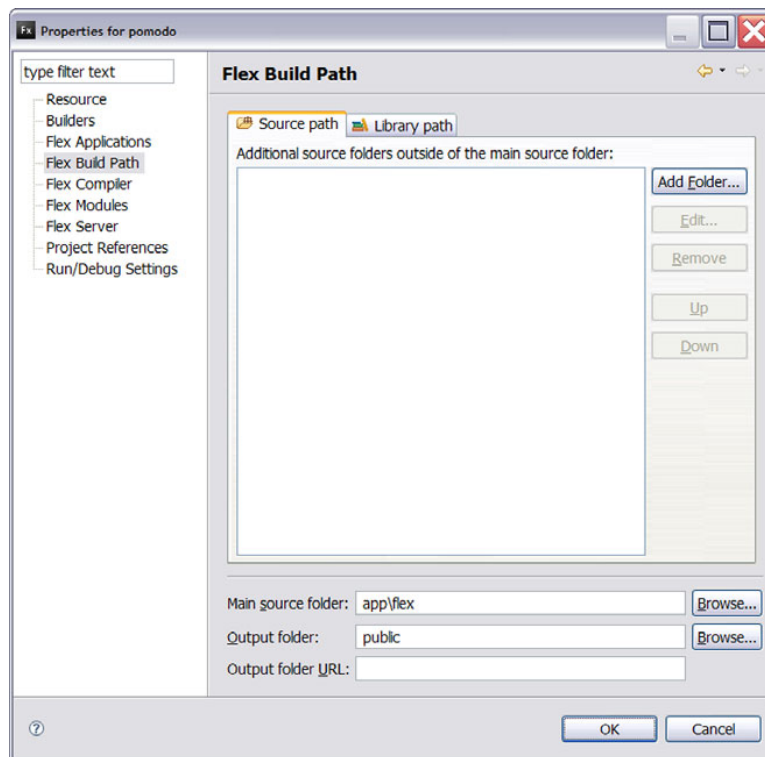 Fx Properties for pomodo
type filter text
Resource
Builders
Flex Applications
Flex Build Path
Flex Compiler
Flex Modules
Flex Server
Project References
Run/Debug Settings
Flex Build Path
Source path Library path
Additional source folders outside of the main source folder:
Add Folder...
Edit...
Remove
Up
Down
Main source folder: app\flex Browse...
Output folder: public Browse...
Output folder URL:
? OK Cancel